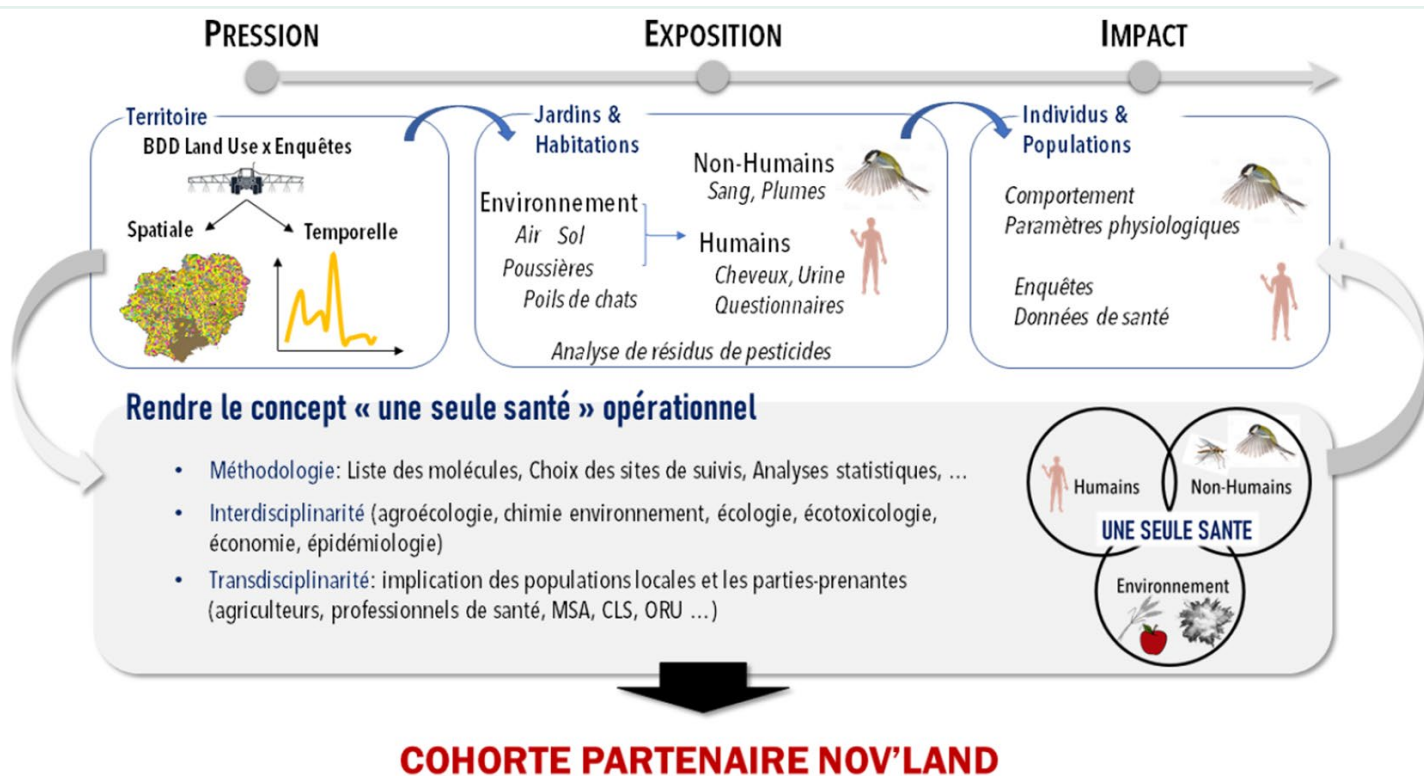 PRESSION
EXPOSITION
IMPACT
Territoire
BDD Land Use x Enquêtes
Spatiale
Temporelle
Jardins &
Habitations
Environnement
Air Sol
Poussières
Poils de chats
Non-Humains
Sang, Plumes
Humains
Cheveux, Urine
Questionnaires
Analyse de résidus de pesticides
Individus &
Populations
Comportement
Paramètres physiologiques
Enquêtes
Données de santé
Rendre le concept « une seule santé » opérationnel
• Méthodologie: Liste des molécules, Choix des sites de suivis, Analyses statistiques, …
• Interdisciplinarité (agroécologie, chimie environnement, écologie, écotoxicologie,
économie, épidémiologie)
• Transdisciplinarité: implication des populations locales et les parties-prenantes
(agriculteurs, professionnels de santé, MSA, CLS, ORU …)
Humains
Non-Humains
UNE SEULE SANTE
Environnement
COHORTE PARTENAIRE NOV'LAND